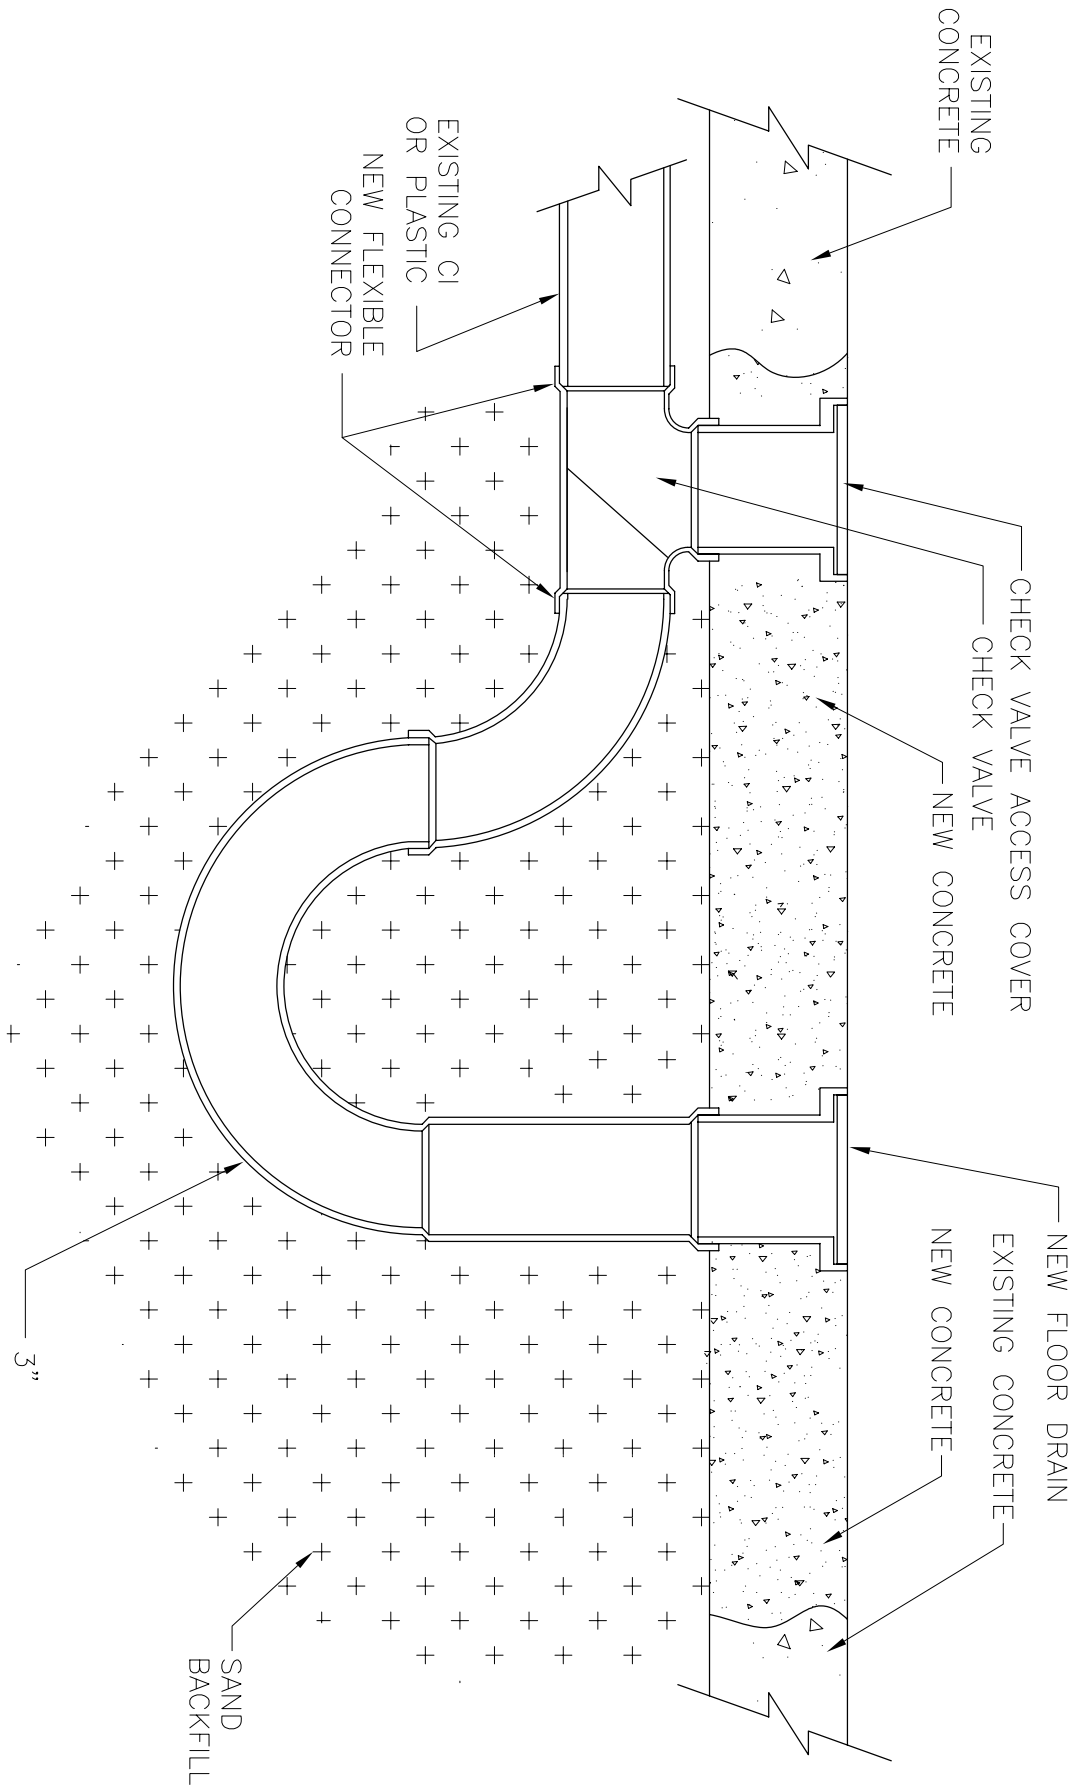 NEW FLOOR DRAIN
EXISTING CONCRETE
NEW CONCRETE
CHECK VALVE ACCESS COVER
CHECK VALVE
NEW CONCRETE
EXISTING
CONCRETE
EXISTING CI
OR PLASTIC
NEW FLEXIBLE
CONNECTOR
3"
SAND
BACKFILL